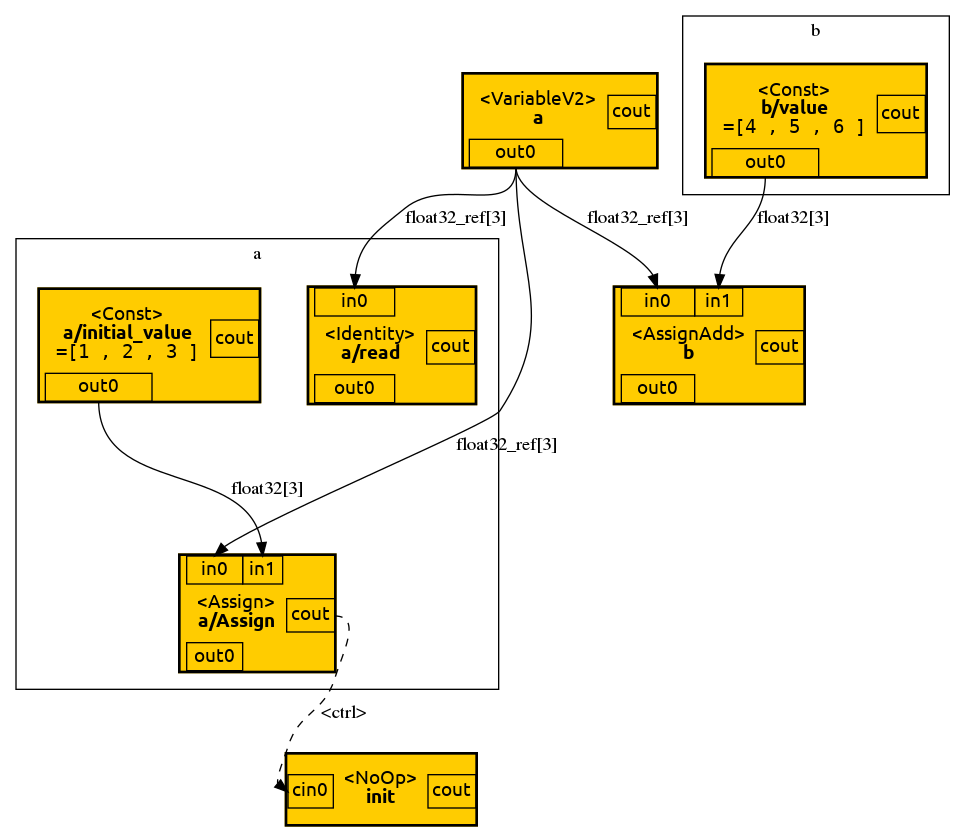 b
<VariableV2>
a
cout
out0
<Const>
b/value
=[4 , 5 , 6 ]
cout
out0
float32_ref[3]
float32_ref[3]
float32[3]
a
<Const>
a/initial_value
=[1 , 2 , 3 ]
cout
out0
in0
<Identity>
a/read
cout
out0
in0 in1
<AssignAdd>
b
cout
out0
float32_ref[3]
float32[3]
in0 in1
<Assign>
a/Assign
cout
out0
<ctrl>
cin0
<NoOp>
init
cout